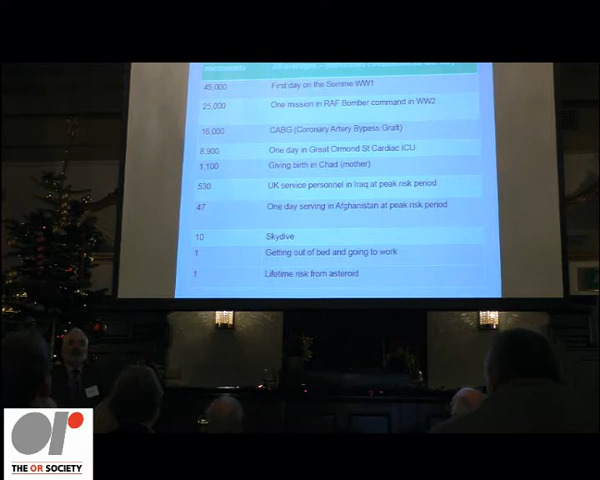 micromorts
45,000 First day on the Somme WW1
25,000 One mission in RAF Bomber command in WW2
16,000 CABG (Coronary Artery Bypass Graft)
8,900 One day in Great Ormond St Cardiac ICU
1,100 Giving birth in Chad (mother)
530 UK service personnel in Iraq at peak risk period
47 One day serving in Afghanistan at peak risk period
10 Skydive
1 Getting out of bed and going to work
1 Lifetime risk from asteroid
or
THE OR SOCIETY